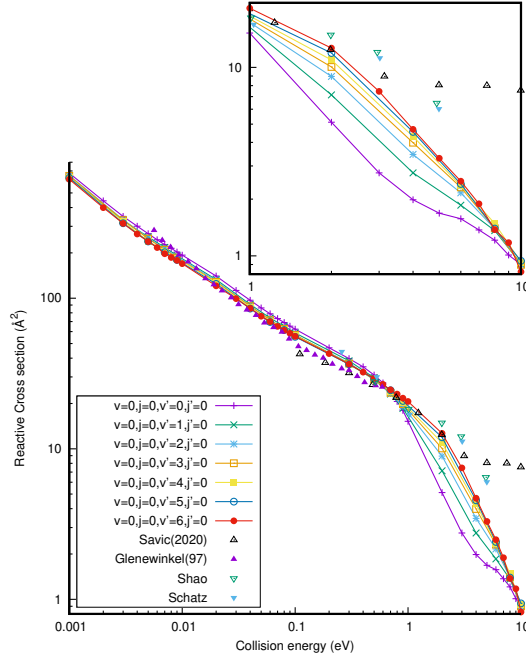 10
1
1
10
100
10
1
0.001
0.01
0.1
1
10
Reactive Cross section (Å²)
Collision energy (eV)
v=0,j=0,v'=0,j'=0
v=0,j=0,v'=1,j'=0
v=0,j=0,v'=2,j'=0
v=0,j=0,v'=3,j'=0
v=0,j=0,v'=4,j'=0
v=0,j=0,v'=5,j'=0
v=0,j=0,v'=6,j'=0
Savic(2020)
Glenewinkel(97)
Shao
Schatz